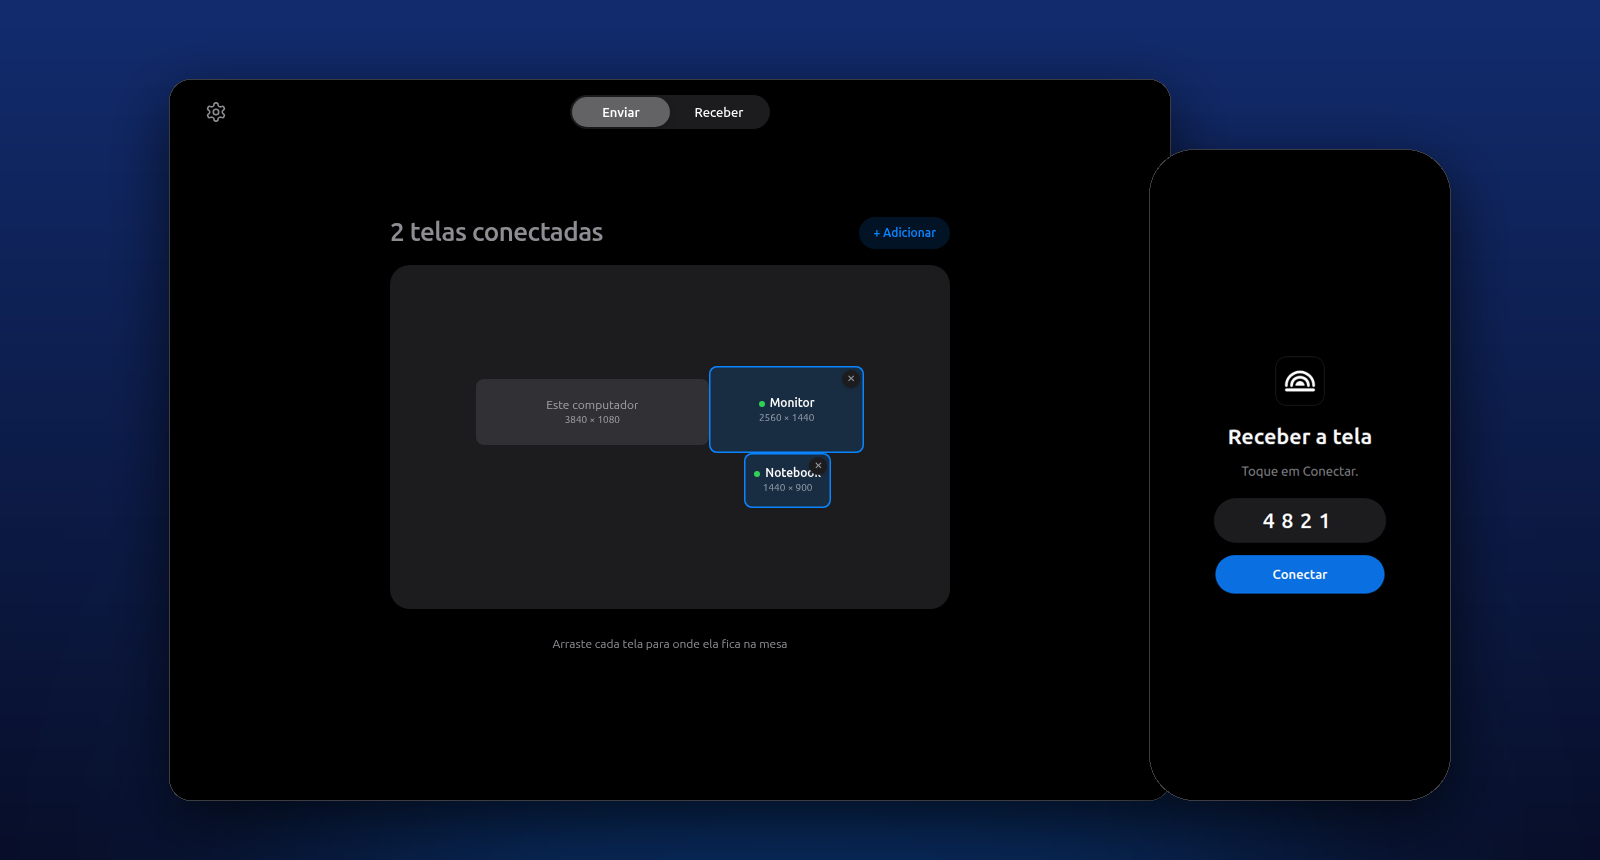 Enviar
Receber
2 telas conectadas
+ Adicionar
Este computador
3840 × 1080
Monitor
2560 × 1440
Notebook
1440 × 900
Arraste cada tela para onde ela fica na mesa
Receber a tela
Toque em Conectar.
4 8 2 1
Conectar